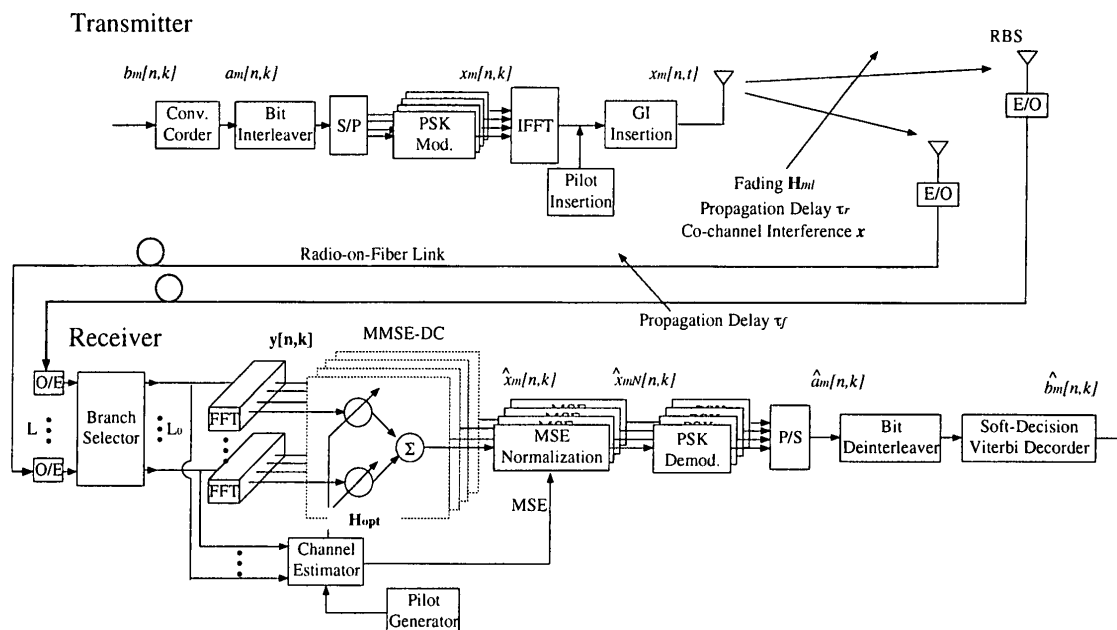 Transmitter
RBS
bm[n,k]
am[n,k]
xm[n,k]
xm[n,t]
Conv.
Corder
Bit
Interleaver
S/P
PSK
Mod.
IFFT
GI
Insertion
Pilot
Insertion
E/O
E/O
Fading Hml
Propagation Delay τr
Co-channel Interference x
Radio-on-Fiber Link
Propagation Delay τf
Receiver
y[n,k]
MMSE-DC
x̂m[n,k]
x̂mN[n,k]
âm[n,k]
b̂m[n,k]
O/E
L
O/E
Branch
Selector
L0
FFT
FFT
Σ
Hopt
MSE
Normalization
MSE
PSK
Demod.
P/S
Bit
Deinterleaver
Soft-Decision
Viterbi Decorder
Channel
Estimator
Pilot
Generator